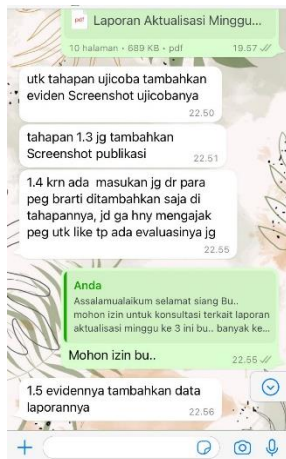 pdf
Laporan Aktualisasi Minggu...
10 halaman • 689 KB • pdf 19.57
utk tahapan ujicoba tambahkan
eviden Screenshot ujicobanya
22.50
tahapan 1.3 jg tambahkan
Screenshot publikasi
22.51
1.4 krn ada masukan jg dr para
peg brarti ditambahkan saja di
tahapannya, jd ga hny mengajak
peg utk like tp ada evaluasinya jg
22.55
Anda
Assalamualaikum selamat siang Bu..
mohon izin untuk konsultasi terkait laporan
aktualisasi minggu ke 3 ini bu.. banyak ke...
Mohon izin bu..
22.55
1.5 evidennya tambahkan data
laporannya
22.56